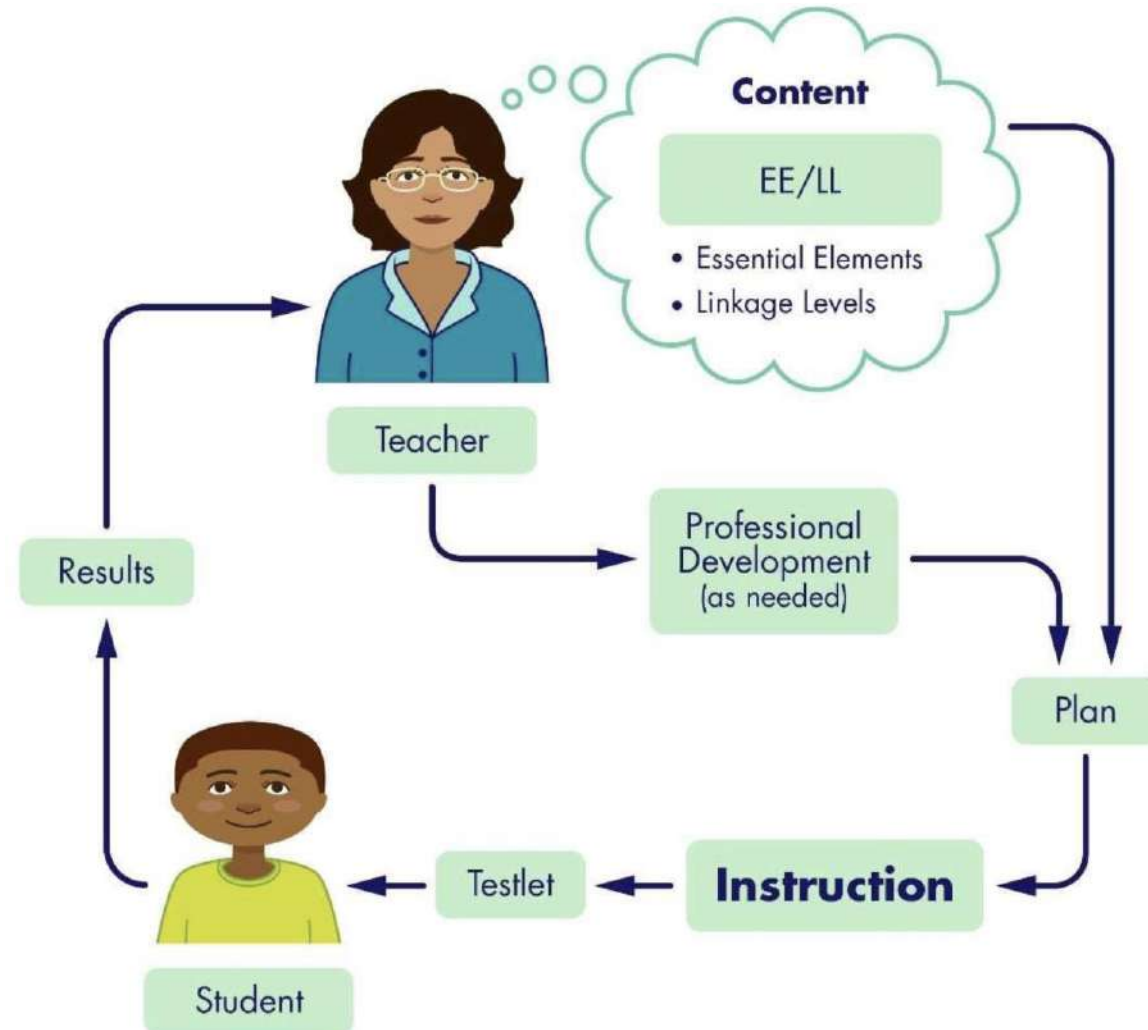 Content
EE/LL
• Essential Elements
• Linkage Levels
Teacher
Professional
Development
(as needed)
Results
Plan
Instruction
Testlet
Student